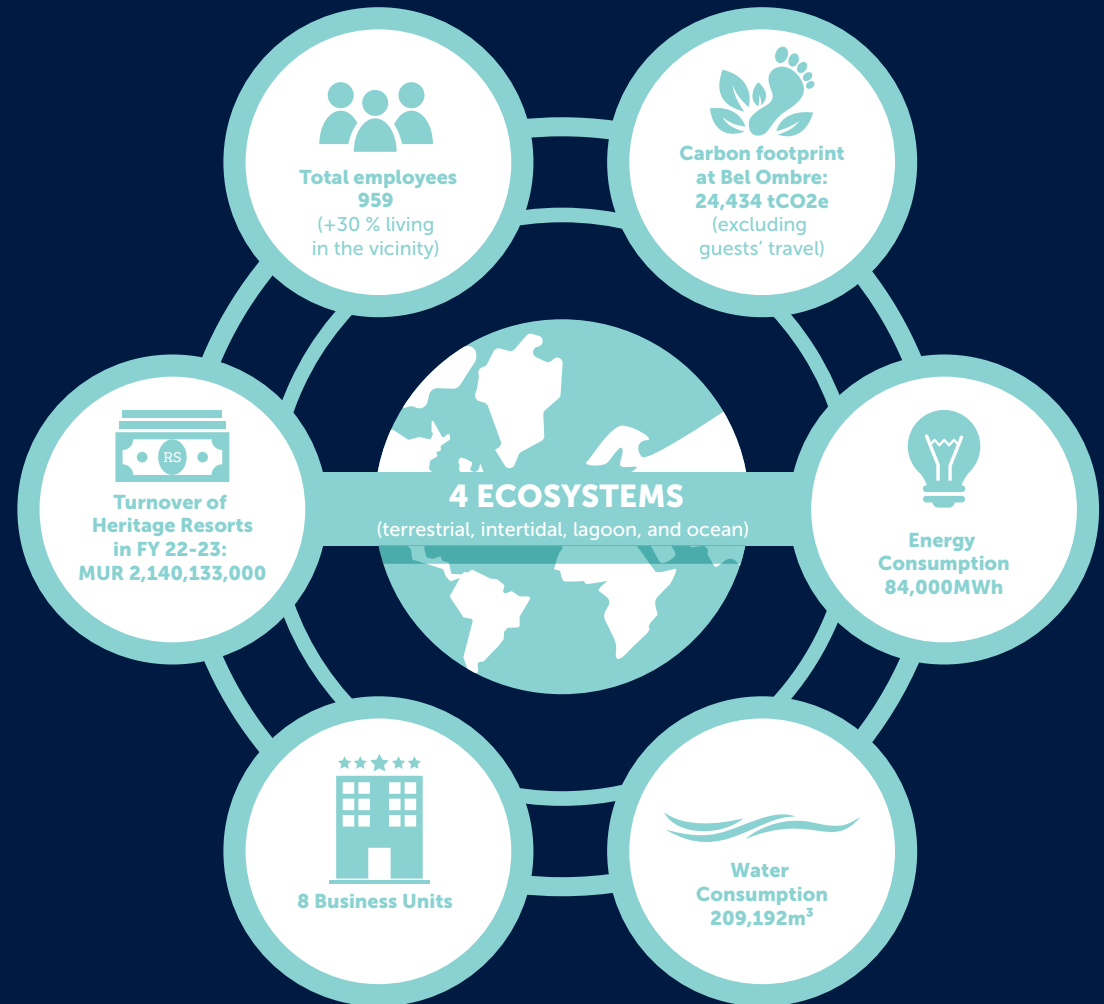 Total employees
959
(+30 % living
in the vicinity)
Carbon footprint
at Bel Ombre:
24,434 tCO2e
(excluding
guests' travel)
RS
Turnover of
Heritage Resorts
in FY 22-23:
MUR 2,140,133,000
4 ECOSYSTEMS
(terrestrial, intertidal, lagoon, and ocean)
Energy
Consumption
84,000MWh
8 Business Units
Water
Consumption
209,192m³